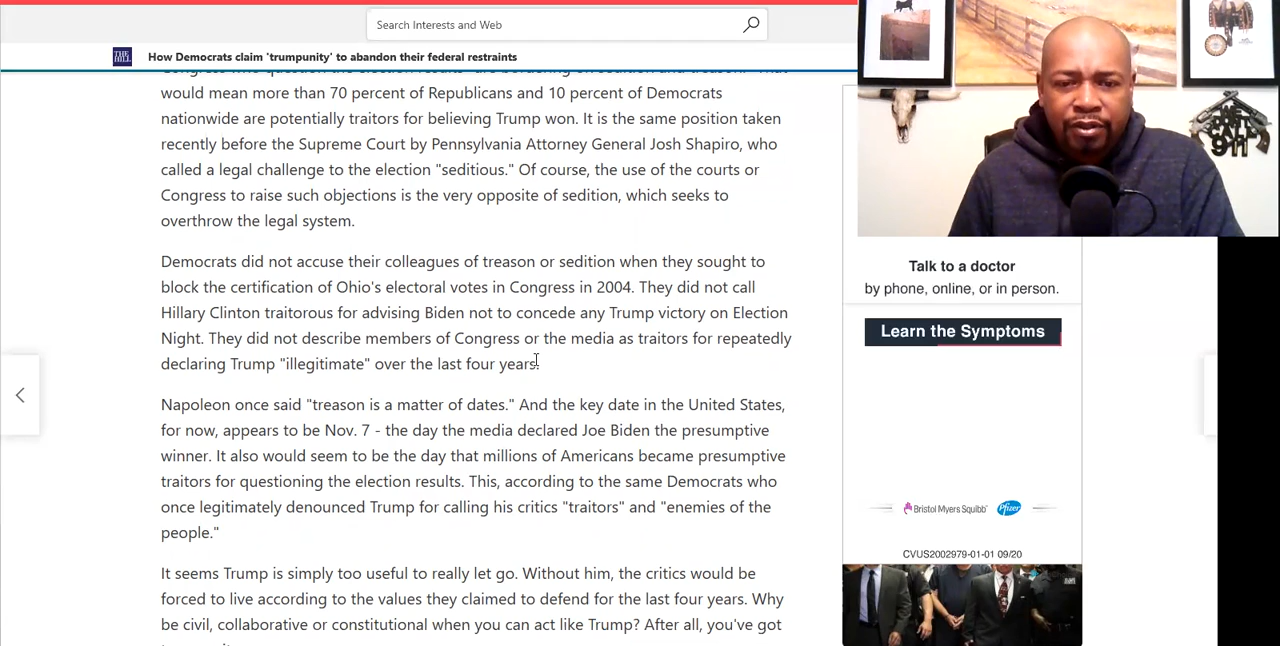 Search Interests and Web
THE HILL
How Democrats claim 'trumpunity' to abandon their federal restraints
would mean more than 70 percent of Republicans and 10 percent of Democrats
nationwide are potentially traitors for believing Trump won. It is the same position taken
recently before the Supreme Court by Pennsylvania Attorney General Josh Shapiro, who
called a legal challenge to the election "seditious." Of course, the use of the courts or
Congress to raise such objections is the very opposite of sedition, which seeks to
overthrow the legal system.
Democrats did not accuse their colleagues of treason or sedition when they sought to
block the certification of Ohio's electoral votes in Congress in 2004. They did not call
Hillary Clinton traitorous for advising Biden not to concede any Trump victory on Election
Night. They did not describe members of Congress or the media as traitors for repeatedly
declaring Trump "illegitimate" over the last four years.
Napoleon once said "treason is a matter of dates." And the key date in the United States,
for now, appears to be Nov. 7 - the day the media declared Joe Biden the presumptive
winner. It also would seem to be the day that millions of Americans became presumptive
traitors for questioning the election results. This, according to the same Democrats who
once legitimately denounced Trump for calling his critics "traitors" and "enemies of the
people."
It seems Trump is simply too useful to really let go. Without him, the critics would be
forced to live according to the values they claimed to defend for the last four years. Why
be civil, collaborative or constitutional when you can act like Trump? After all, you've got
WE DON'T CALL 911
Talk to a doctor
by phone, online, or in person.
Learn the Symptoms
Bristol Myers Squibb
Pfizer
CVUS2002979-01-01 09/20